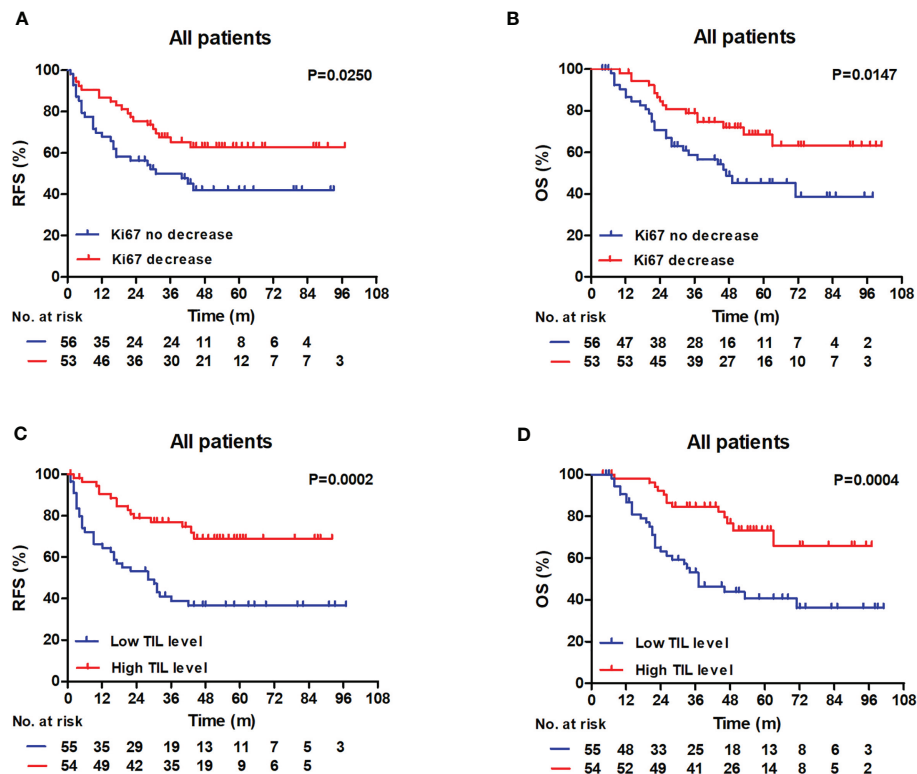 A
All patients
P=0.0250
RFS (%)
100
80
60
40
20
0
Ki67 no decrease
Ki67 decrease
0 12 24 36 48 60 72 84 96 108
Time (m)
No. at risk
56 35 24 24 11 8 6 4
53 46 36 30 21 12 7 7 3
B
All patients
P=0.0147
OS (%)
100
80
60
40
20
0
Ki67 no decrease
Ki67 decrease
0 12 24 36 48 60 72 84 96 108
Time (m)
No. at risk
56 47 38 28 16 11 7 4 2
53 53 45 39 27 16 10 7 3
C
All patients
P=0.0002
RFS (%)
100
80
60
40
20
0
Low TIL level
High TIL level
0 12 24 36 48 60 72 84 96 108
Time (m)
No. at risk
55 35 29 19 13 11 7 5 3
54 49 42 35 19 9 6 5
D
All patients
P=0.0004
OS (%)
100
80
60
40
20
0
Low TIL level
High TIL level
0 12 24 36 48 60 72 84 96 108
Time (m)
No. at risk
55 48 33 25 18 13 8 6 3
54 52 49 41 26 14 8 5 2